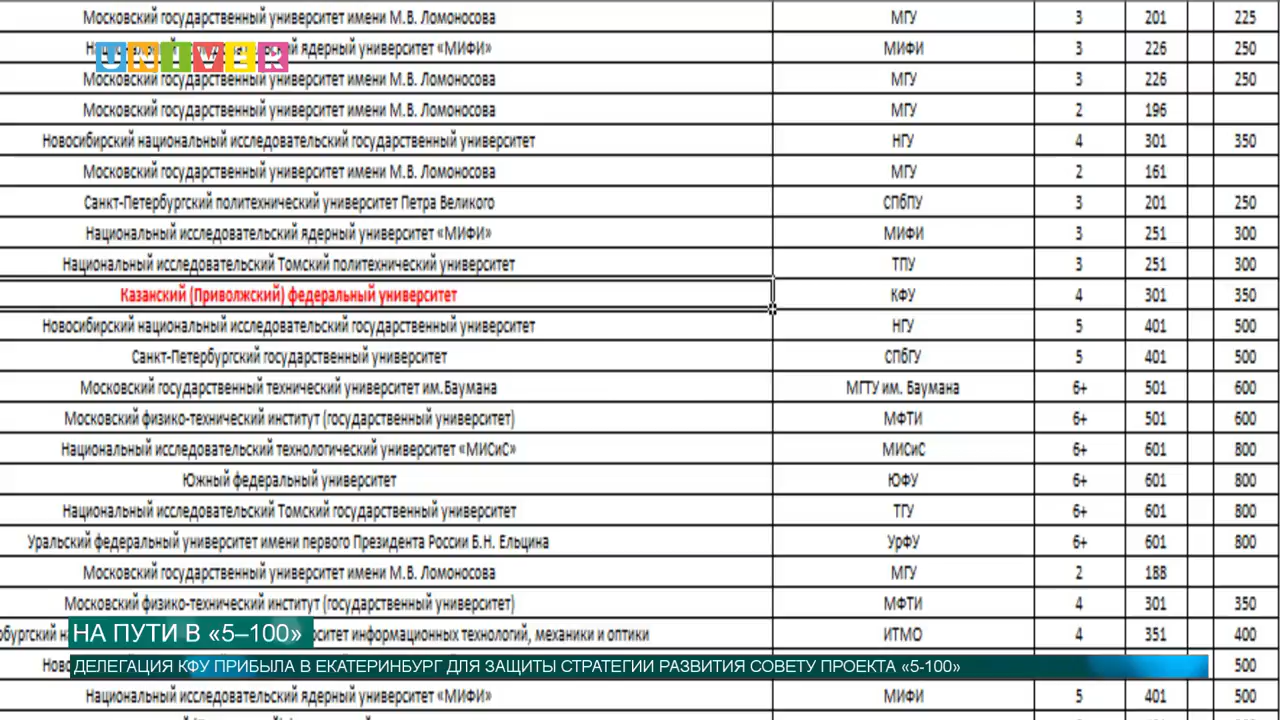 Московский государственный университет имени М.В. Ломоносова МГУ 3 201 225
UNIVER
ядерный университет «МИФИ» МИФИ 3 226 250
Московский государственный университет имени М.В. Ломоносова МГУ 3 226 250
Московский государственный университет имени М.В. Ломоносова МГУ 2 196
Новосибирский национальный исследовательский государственный университет НГУ 4 301 350
Московский государственный университет имени М.В. Ломоносова МГУ 2 161
Санкт-Петербургский политехнический университет Петра Великого СПбПУ 3 201 250
Национальный исследовательский ядерный университет «МИФИ» МИФИ 3 251 300
Национальный исследовательский Томский политехнический университет ТПУ 3 251 300
Казанский (Приволжский) федеральный университет КФУ 4 301 350
Новосибирский национальный исследовательский государственный университет НГУ 5 401 500
Санкт-Петербургский государственный университет СПбГУ 5 401 500
Московский государственный технический университет им.Баумана МГТУ им. Баумана 6+ 501 600
Московский физико-технический институт (государственный университет) МФТИ 6+ 501 600
Национальный исследовательский технологический университет «МИСиС» МИСиС 6+ 601 800
Южный федеральный университет ЮФУ 6+ 601 800
Национальный исследовательский Томский государственный университет ТГУ 6+ 601 800
Уральский федеральный университет имени первого Президента России Б.Н. Ельцина УрФУ 6+ 601 800
Московский государственный университет имени М.В. Ломоносова МГУ 2 188
Московский физико-технический институт (государственный университет) МФТИ 4 301 350
информационных технологий, механики и оптики ИТМО 4 351 400
НА ПУТИ В «5–100»
500
ДЕЛЕГАЦИЯ КФУ ПРИБЫЛА В ЕКАТЕРИНБУРГ ДЛЯ ЗАЩИТЫ СТРАТЕГИИ РАЗВИТИЯ СОВЕТУ ПРОЕКТА «5-100»
Национальный исследовательский ядерный университет «МИФИ» МИФИ 5 401 500